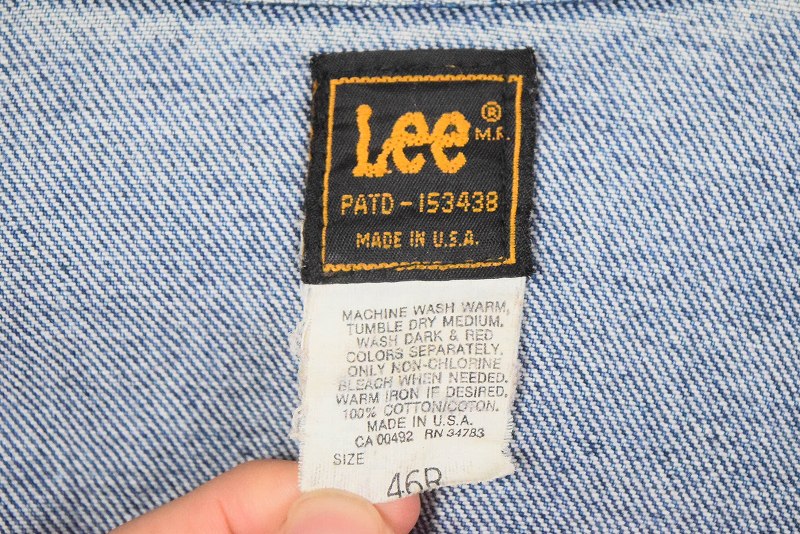 Lee ® M.R.
PATD - 153438
MADE IN U.S.A.
MACHINE WASH WARM,
TUMBLE DRY MEDIUM.
WASH DARK & RED
COLORS SEPARATELY.
ONLY NON-CHLORINE
BLEACH WHEN NEEDED.
WARM IRON IF DESIRED.
100% COTTON/COTON.
MADE IN U.S.A.
CA 00492 RN 34783
SIZE
46R